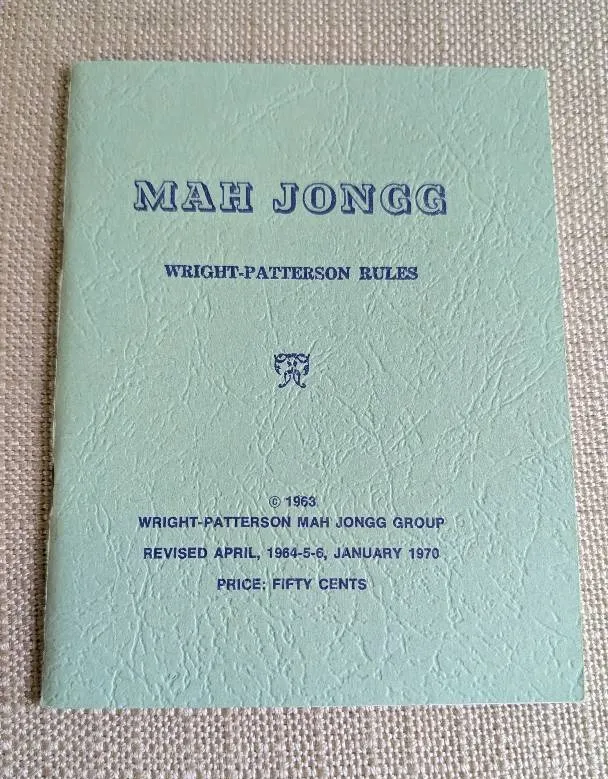 MAH JONGG
WRIGHT-PATTERSON RULES
© 1963
WRIGHT-PATTERSON MAH JONGG GROUP
REVISED APRIL, 1964-5-6, JANUARY 1970
PRICE: FIFTY CENTS